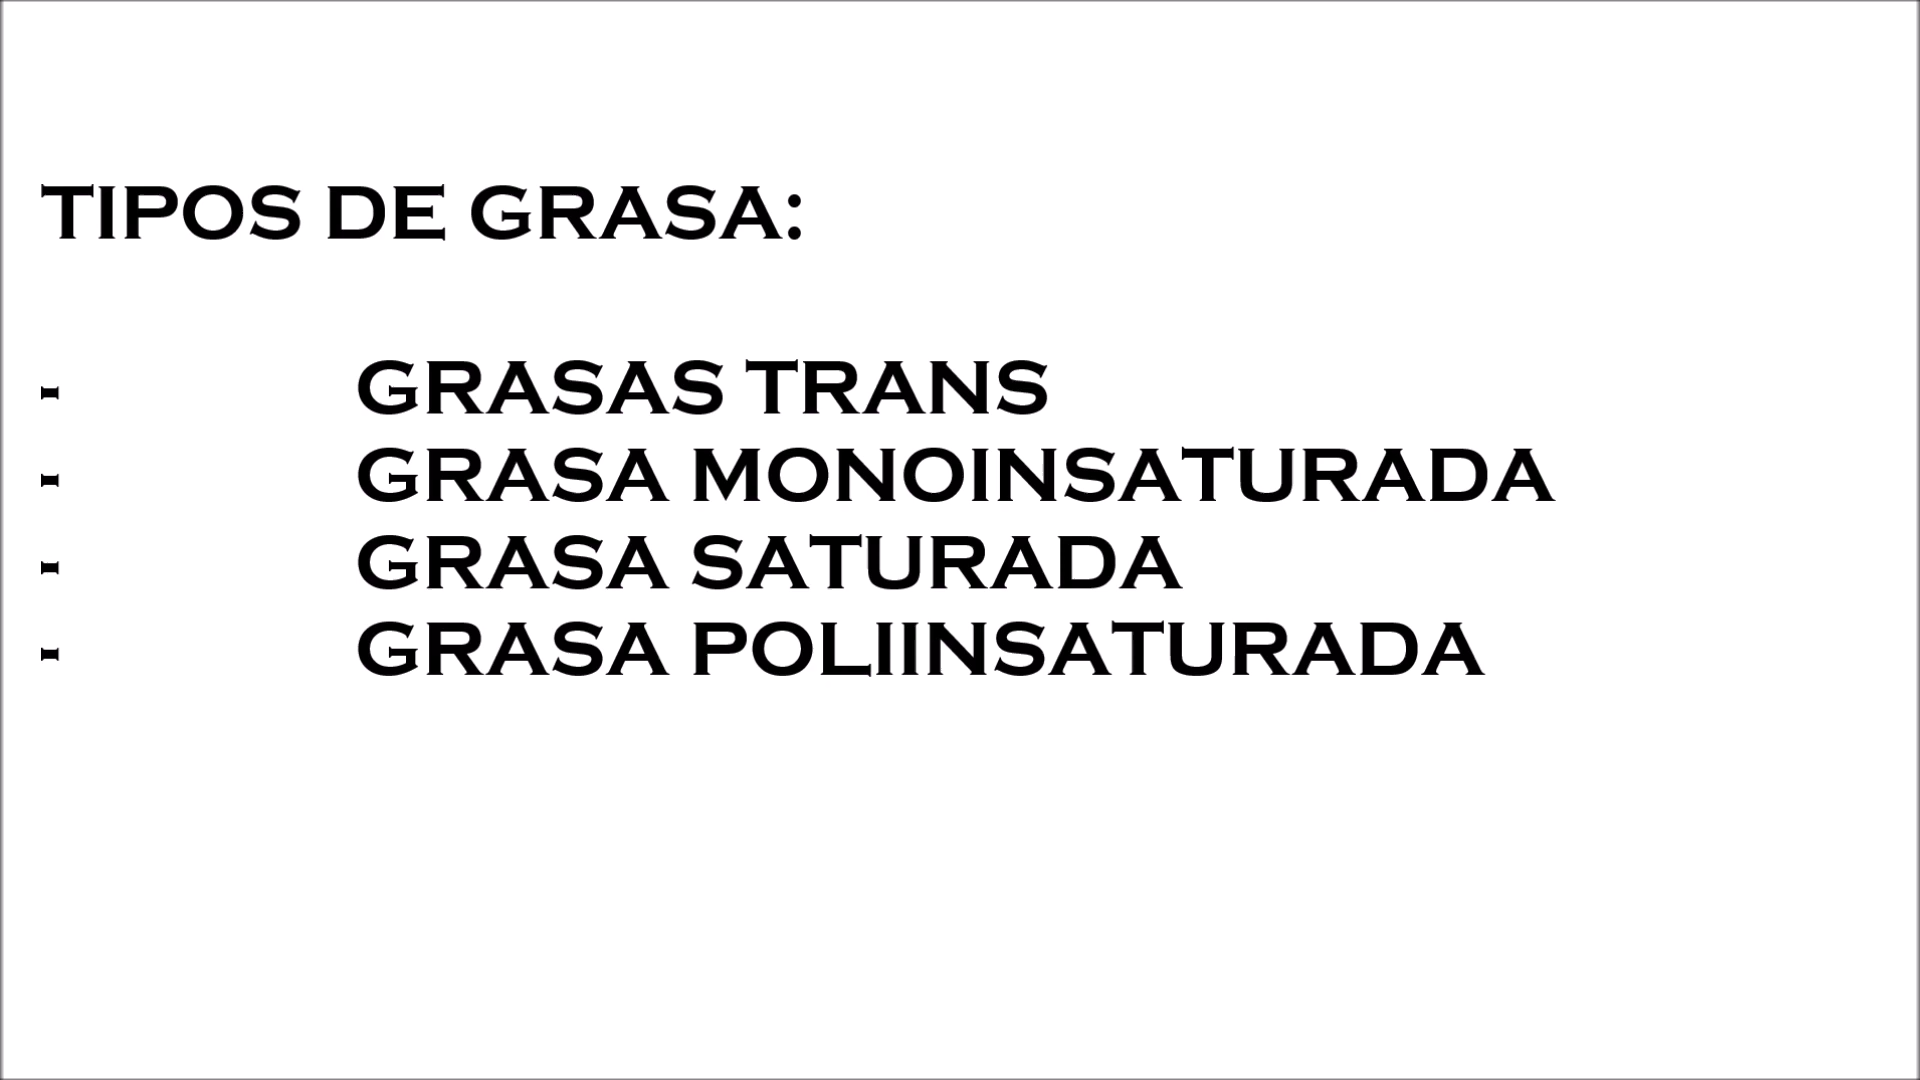 TIPOS DE GRASA:
- GRASAS TRANS
- GRASA MONOINSATURADA
- GRASA SATURADA
- GRASA POLIINSATURADA